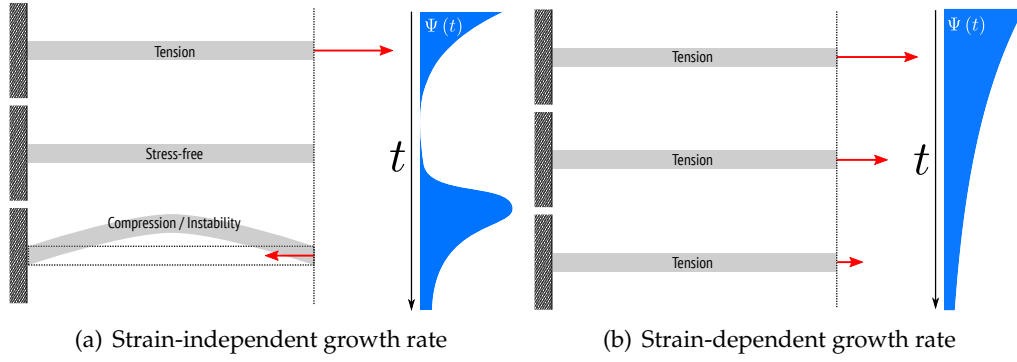 Tension
Ψ (t)
Stress-free
t
Compression / Instability
(a) Strain-independent growth rate
Tension
Ψ (t)
Tension
t
Tension
(b) Strain-dependent growth rate